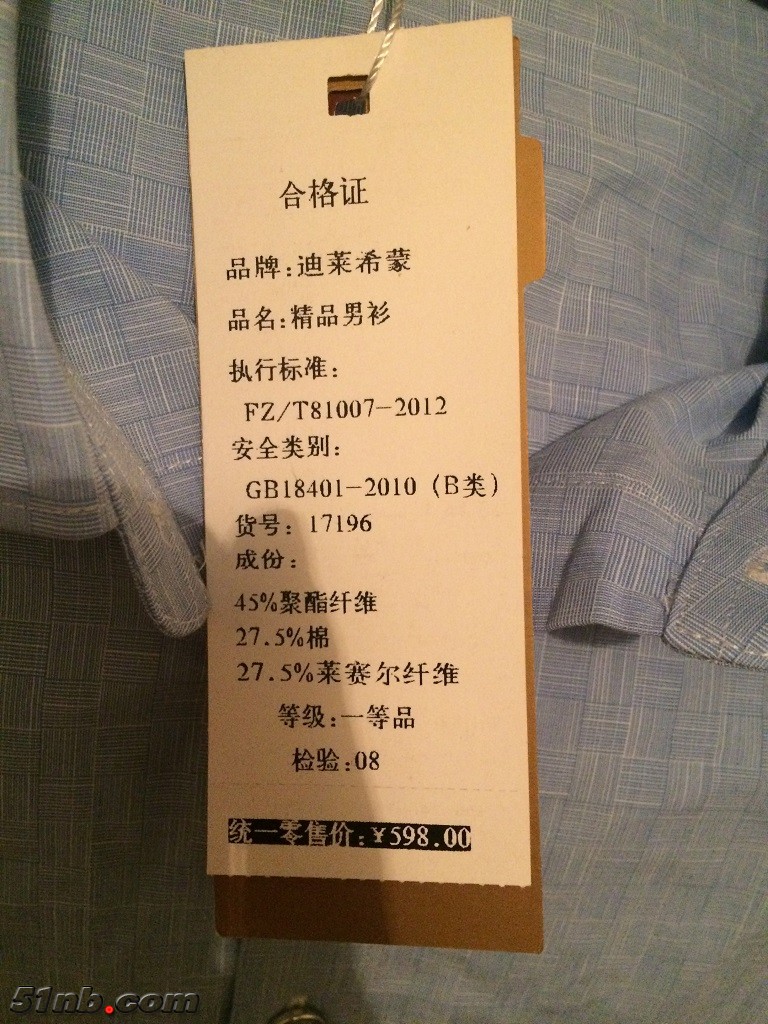 合格证
品牌:迪莱希蒙
品名:精品男衫
执行标准:
FZ/T81007-2012
安全类别:
GB18401-2010 (B类)
货号: 17196
成份:
45%聚酯纤维
27.5%棉
27.5%莱赛尔纤维
等级:一等品
检验:08
统一零售价:¥598.00
51nb.com